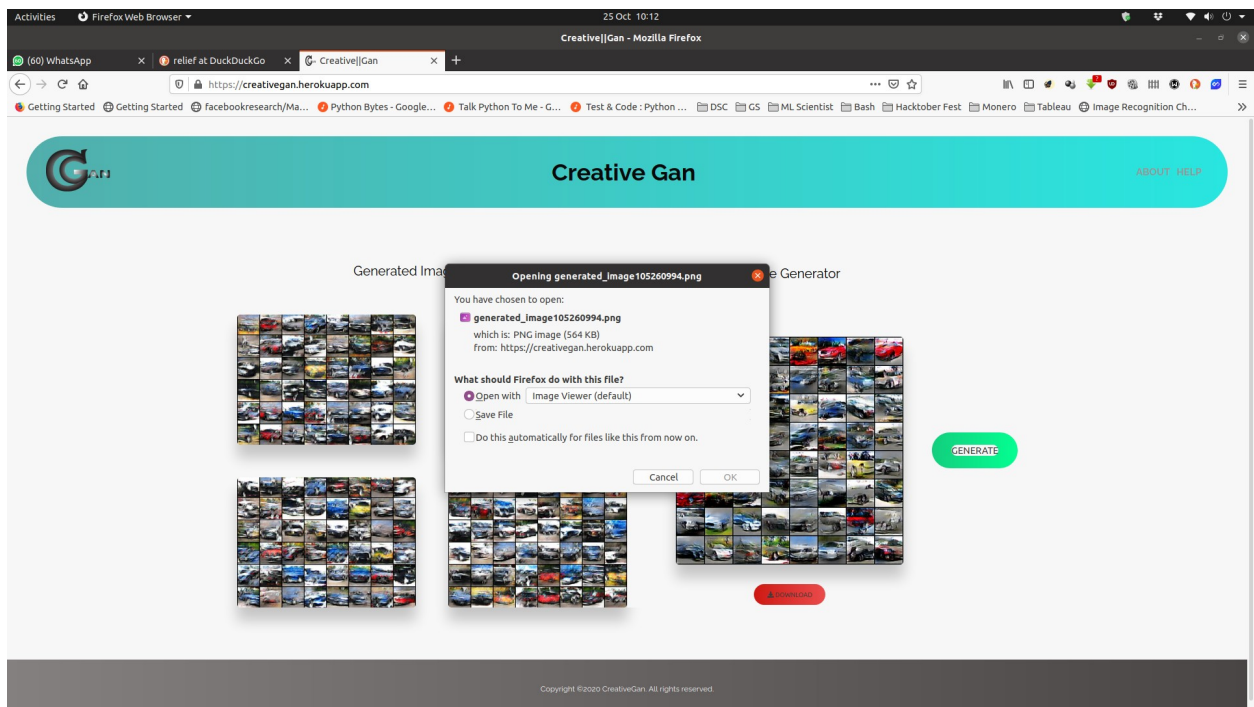 Activities Firefox Web Browser 25 Oct 10:12
Creative||Gan - Mozilla Firefox
(60) WhatsApp relief at DuckDuckGo Creative||Gan
https://creativegan.herokuapp.com
Getting Started Getting Started facebookresearch/Ma... Python Bytes - Google... Talk Python To Me - G... Test & Code : Python ... DSC GS ML Scientist Bash Hacktober Fest Monero Tableau Image Recognition Ch...
GAN Creative Gan ABOUT HELP
Generated Imag
e Generator
Opening generated_image105260994.png
You have chosen to open:
generated_image105260994.png
which is: PNG image (564 KB)
from: https://creativegan.herokuapp.com
What should Firefox do with this file?
Open with Image Viewer (default)
Save File
Do this automatically for files like this from now on.
Cancel OK
GENERATE
DOWNLOAD
Copyright ©2020 CreativeGan. All rights reserved.